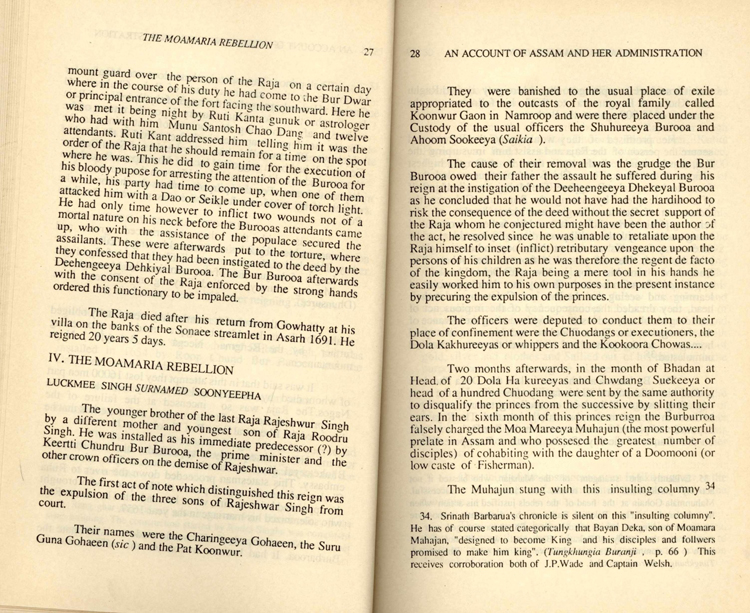 THE MOAMARIA REBELLION
27
mount guard over the person of the Raja on a certain day
where in the course of his duty he had come to the Bur Dwar
or principal entrance of the fort facing the southward. Here he
was met it being night by Ruti Kanta gunuk or astrologer
who had with him Munu Santosh Chao Dang and twelve
attendants. Ruti Kant addressed him telling him it was the
order of the Raja that he should remain for a time on the spot
where he was. This he did to gain time for the execution of
his bloody pupose for arresting the attention of the Burooa for
a while, his party had time to come up, when one of them
attacked him with a Dao or Seikle under cover of torch light.
He had only time however to inflict two wounds not of a
mortal nature on his neck before the Burooas attendants came
up, who with the assistance of the populace secured the
assailants. These were afterwards put to the torture, where
they confessed that they had been instigated to the deed by the
Deehengeeya Dehkiyal Burooa. The Bur Burooa afterwards
with the consent of the Raja enforced by the strong hands
ordered this functionary to be impaled.
The Raja died after his return from Gowhatty at his
villa on the banks of the Sonaee streamlet in Asarh 1691. He
reigned 20 years 5 days.
IV. THE MOAMARIA REBELLION
LUCKMEE SINGH SURNAMED SOONYEEPHA
The younger brother of the last Raja Rajeshwur Singh
by a different mother and youngest son of Raja Roodru
Singh. He was installed as his immediate predecessor (?) by
Keertti Chundru Bur Burooa, the prime minister and the
other crown officers on the demise of Rajeshwar.
The first act of note which distinguished this reign was
the expulsion of the three sons of Rajeshwar Singh from
court.
Their names were the Charingeeya Gohaeen, the Suru
Guna Gohaeen (sic ) and the Pat Koonwur.
28
AN ACCOUNT OF ASSAM AND HER ADMINISTRATION
They were banished to the usual place of exile
appropriated to the outcasts of the royal family called
Koonwur Gaon in Namroop and were there placed under the
Custody of the usual officers the Shuhureeya Burooa and
Ahoom Sookeeya (Saikia ).
The cause of their removal was the grudge the Bur
Burooa owed their father the assault he suffered during his
reign at the instigation of the Deeheengeeya Dhekeyal Burooa
as he concluded that he would not have had the hardihood to
risk the consequence of the deed without the secret support of
the Raja whom he conjectured might have been the author of
the act, he resolved since he was unable to retaliate upon the
Raja himself to inset (inflict) retributary vengeance upon the
persons of his children as he was therefore the regent de facto
of the kingdom, the Raja being a mere tool in his hands he
easily worked him to his own purposes in the present instance
by precuring the expulsion of the princes.
The officers were deputed to conduct them to their
place of confinement were the Chuodangs or executioners, the
Dola Kakhureeyas or whippers and the Kookoora Chowas....
Two months afterwards, in the month of Bhadan at
Head of 20 Dola Ha kureeyas and Chwdang Suekeeya or
head of a hundred Chuodang were sent by the same authority
to disqualify the princes from the successive by slitting their
ears. In the sixth month of this princes reign the Burburroa
falsely charged the Moa Mareeya Muhajun (the most powerful
prelate in Assam and who possesed the greatest number of
disciples) of cohabiting with the daughter of a Doomooni (or
low caste of Fisherman).
The Muhajun stung with this insulting columny 34
34. Srinath Barbarua's chronicle is silent on this "insulting columny".
He has of course stated categorically that Bayan Deka, son of Moamara
Mahajan, "designed to become King and his disciples and follwers
promised to make him king". (Tungkhungia Buranji , p. 66 ) This
receives corroboration both of J.P.Wade and Captain Welsh.